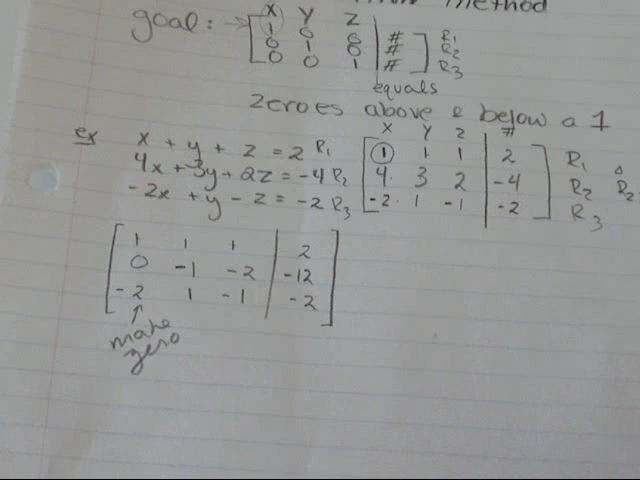 method
goal: → X Y Z
[ 1 0 0 | # ] R1
[ 0 1 0 | # ] R2
[ 0 0 1 | # ] R3
equals
zeroes above & below a 1
X Y Z #
ex x + y + z = 2 R1 [ 1 1 1 | 2 ] R1
4x + 3y + 2z = -4 R2 [ 4 3 2 | -4 ] R2 R2
-2x + y - z = -2 R3 [ -2 1 -1 | -2 ] R3
[ 1 1 1 | 2 ]
[ 0 -1 -2 | -12 ]
[ -2 1 -1 | -2 ]
↑
make
zero